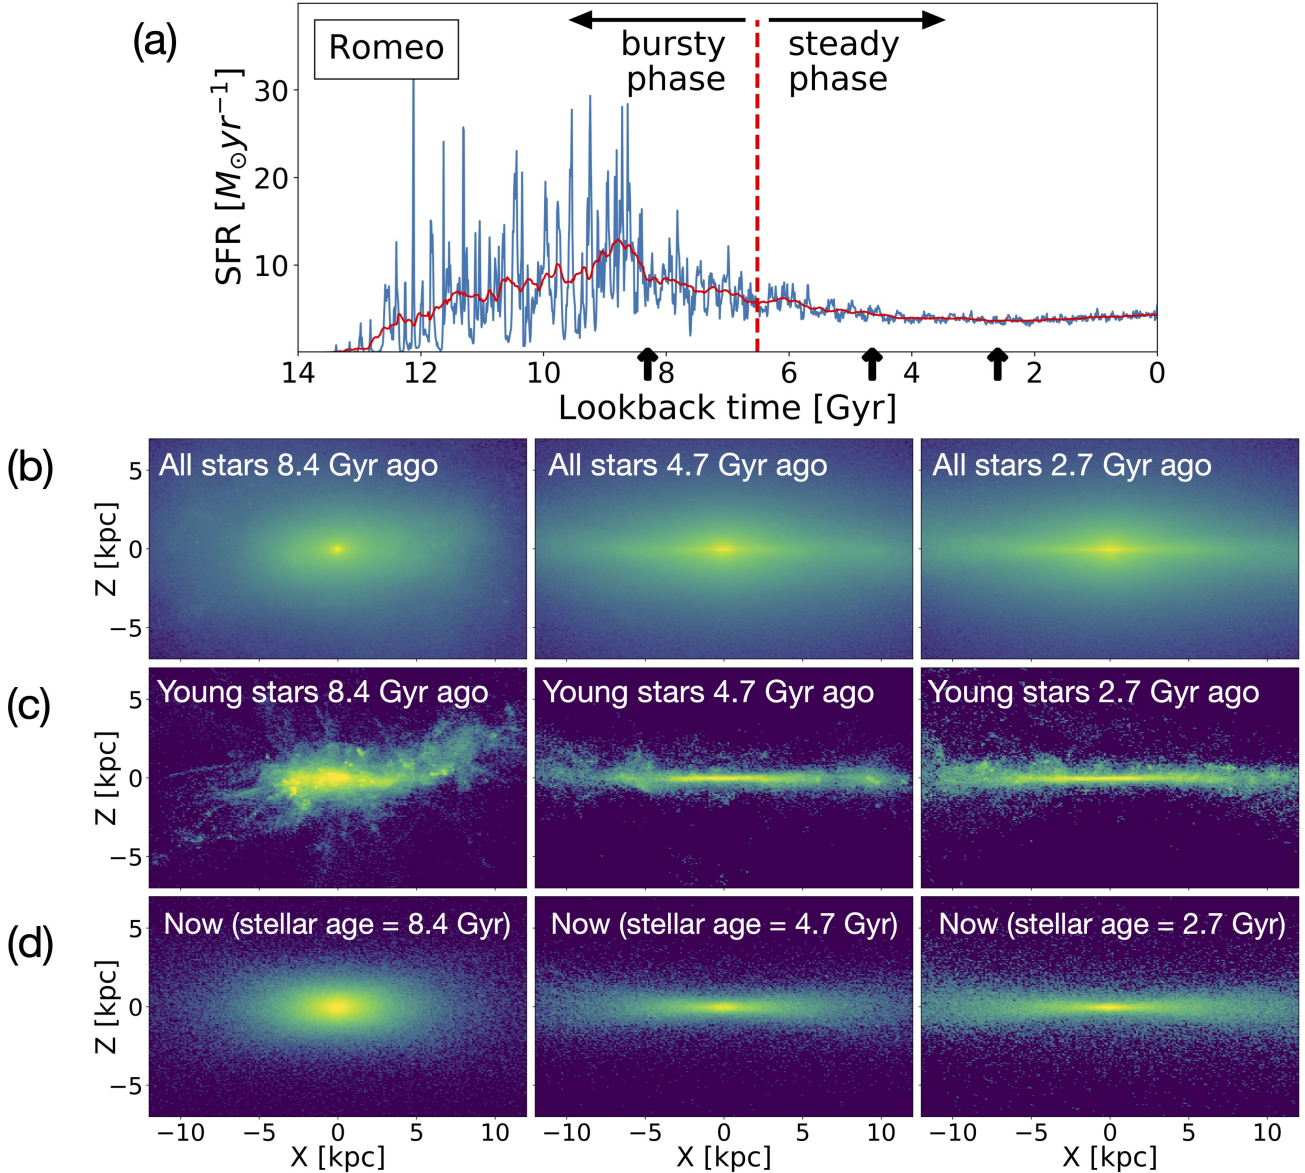 (a)
Romeo
bursty phase
steady phase
SFR [M⊙yr−1]
30
20
10
14 12 10 8 6 4 2 0
Lookback time [Gyr]
(b)
All stars 8.4 Gyr ago
All stars 4.7 Gyr ago
All stars 2.7 Gyr ago
Z [kpc]
5
0
−5
(c)
Young stars 8.4 Gyr ago
Young stars 4.7 Gyr ago
Young stars 2.7 Gyr ago
Z [kpc]
5
0
−5
(d)
Now (stellar age = 8.4 Gyr)
Now (stellar age = 4.7 Gyr)
Now (stellar age = 2.7 Gyr)
Z [kpc]
5
0
−5
−10 −5 0 5 10
−10 −5 0 5 10
−10 −5 0 5 10
X [kpc]
X [kpc]
X [kpc]